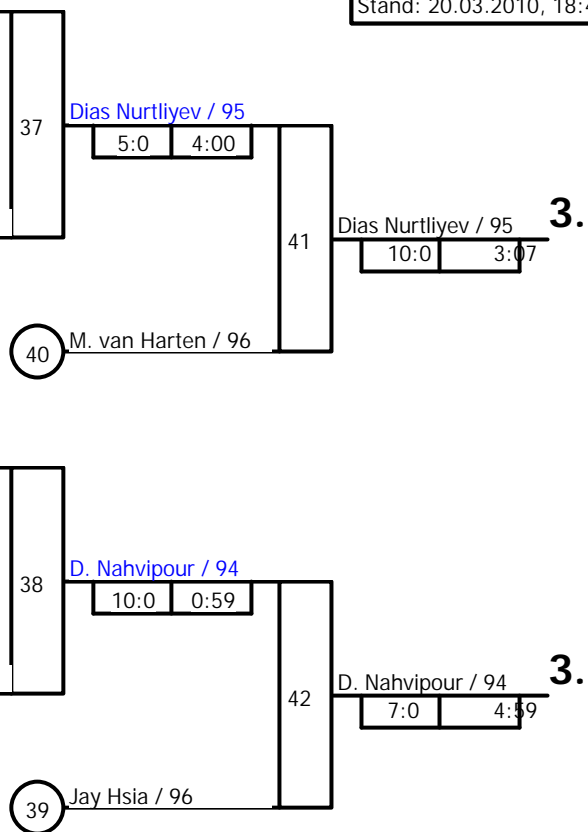 Stand: 20.03.2010, 18:4
37
Dias Nurtliyev / 95
5:0 4:00
41
Dias Nurtliyev / 95
3.
10:0 3:07
40
M. van Harten / 96
38
D. Nahvipour / 94
10:0 0:59
42
D. Nahvipour / 94
3.
7:0 4:59
39
Jay Hsia / 96